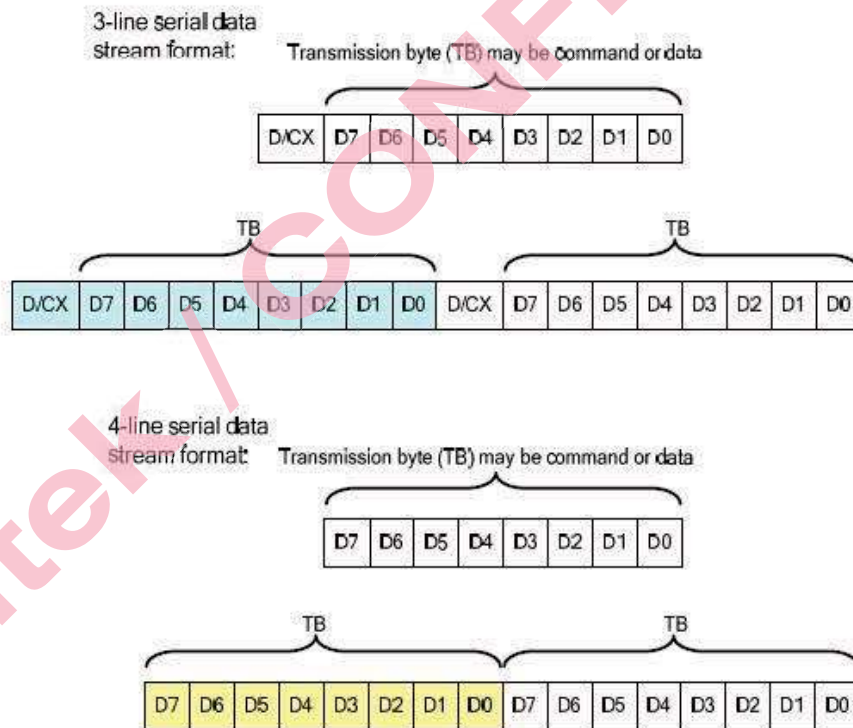 3-line serial data
stream format:
Transmission byte (TB) may be command or data
D/CX D7 D6 D5 D4 D3 D2 D1 D0
TB TB
D/CX D7 D6 D5 D4 D3 D2 D1 D0 D/CX D7 D6 D5 D4 D3 D2 D1 D0
4-line serial data
stream format:
Transmission byte (TB) may be command or data
D7 D6 D5 D4 D3 D2 D1 D0
TB TB
D7 D6 D5 D4 D3 D2 D1 D0 D7 D6 D5 D4 D3 D2 D1 D0
tek / CONF